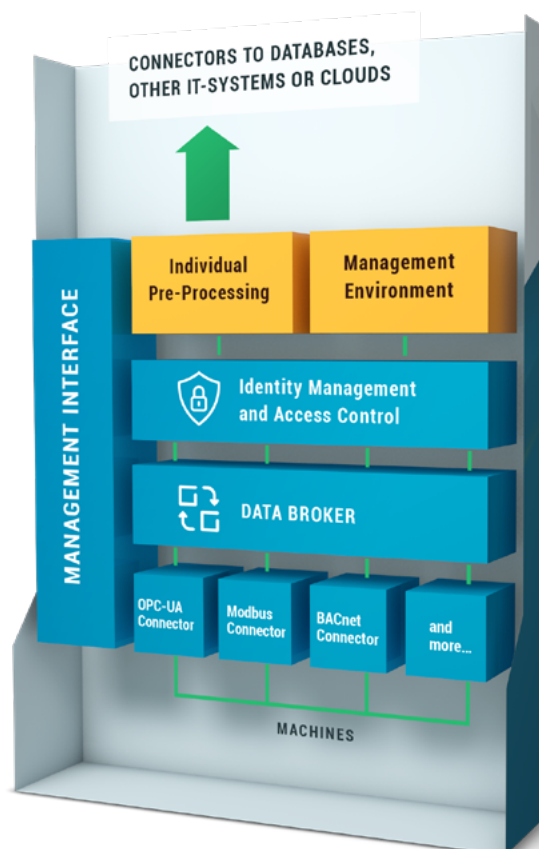 CONNECTORS TO DATABASES,
OTHER IT-SYSTEMS OR CLOUDS
Individual
Pre-Processing
Management
Environment
MANAGEMENT INTERFACE
Identity Management
and Access Control
DATA BROKER
OPC-UA
Connector
Modbus
Connector
BACnet
Connector
and
more...
MACHINES